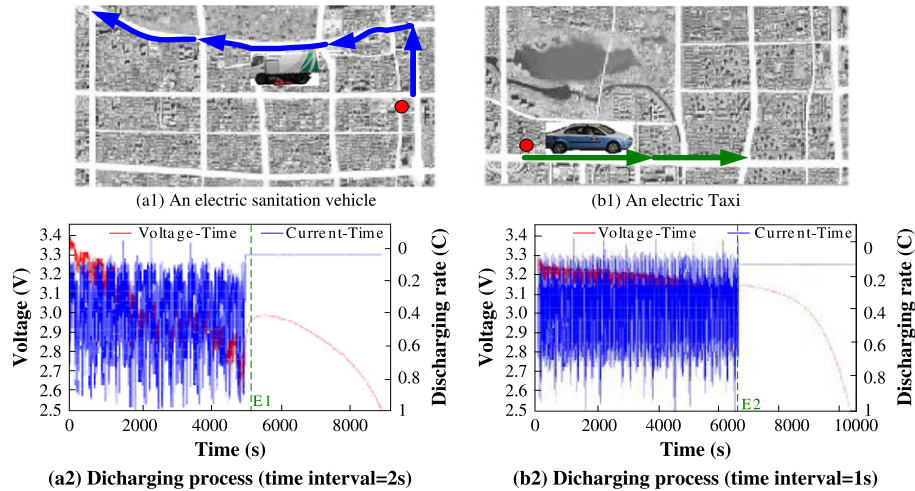 (a1) An electric sanitation vehicle
(b1) An electric Taxi
Voltage-Time Current-Time
3.4
3.3
3.2
3.1
3.0
2.9
2.8
2.7
2.6
2.5
Voltage (V)
0
0.2
0.4
0.6
0.8
1
Discharging rate (C)
E1
0 2000 4000 6000 8000
Time (s)
(a2) Dicharging process (time interval=2s)
Voltage-Time Current-Time
3.4
3.3
3.2
3.1
3.0
2.9
2.8
2.7
2.6
2.5
Voltage (V)
0
0.2
0.4
0.6
0.8
1
Discharging rate (C)
E2
0 2000 4000 6000 8000 10000
Time (s)
(b2) Dicharging process (time interval=1s)